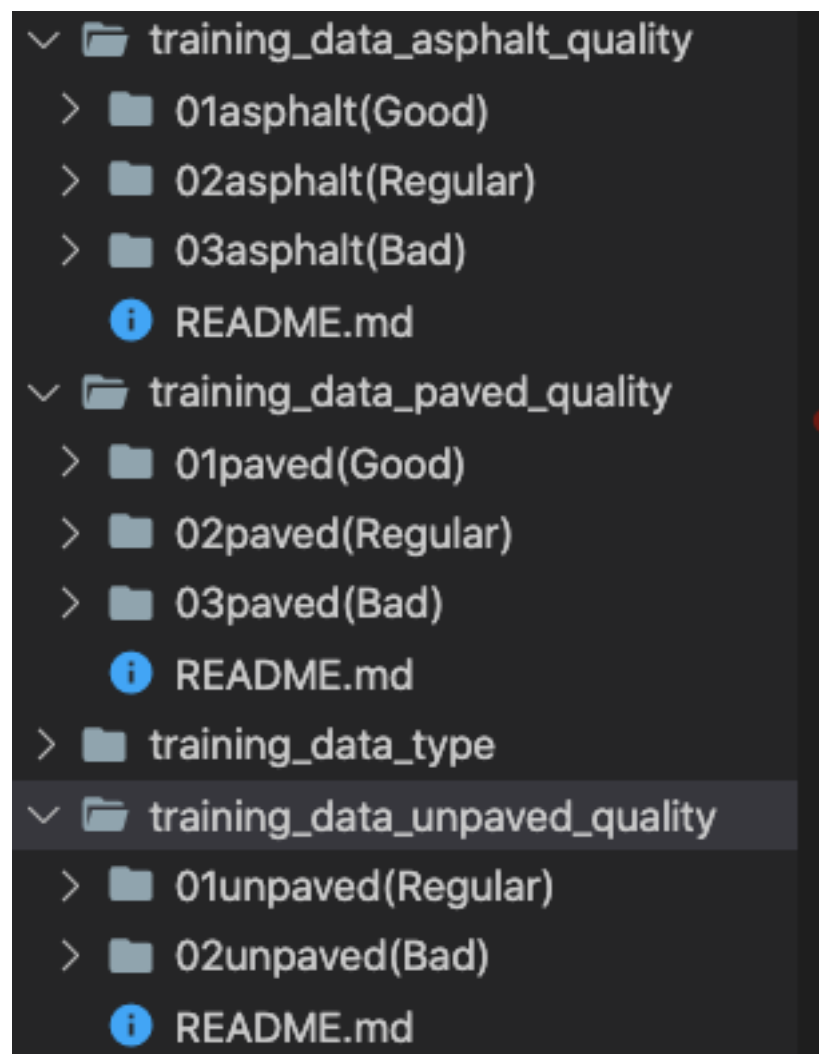 training_data_asphalt_quality
01asphalt(Good)
02asphalt(Regular)
03asphalt(Bad)
README.md
training_data_paved_quality
01paved(Good)
02paved(Regular)
03paved(Bad)
README.md
training_data_type
training_data_unpaved_quality
01unpaved(Regular)
02unpaved(Bad)
README.md